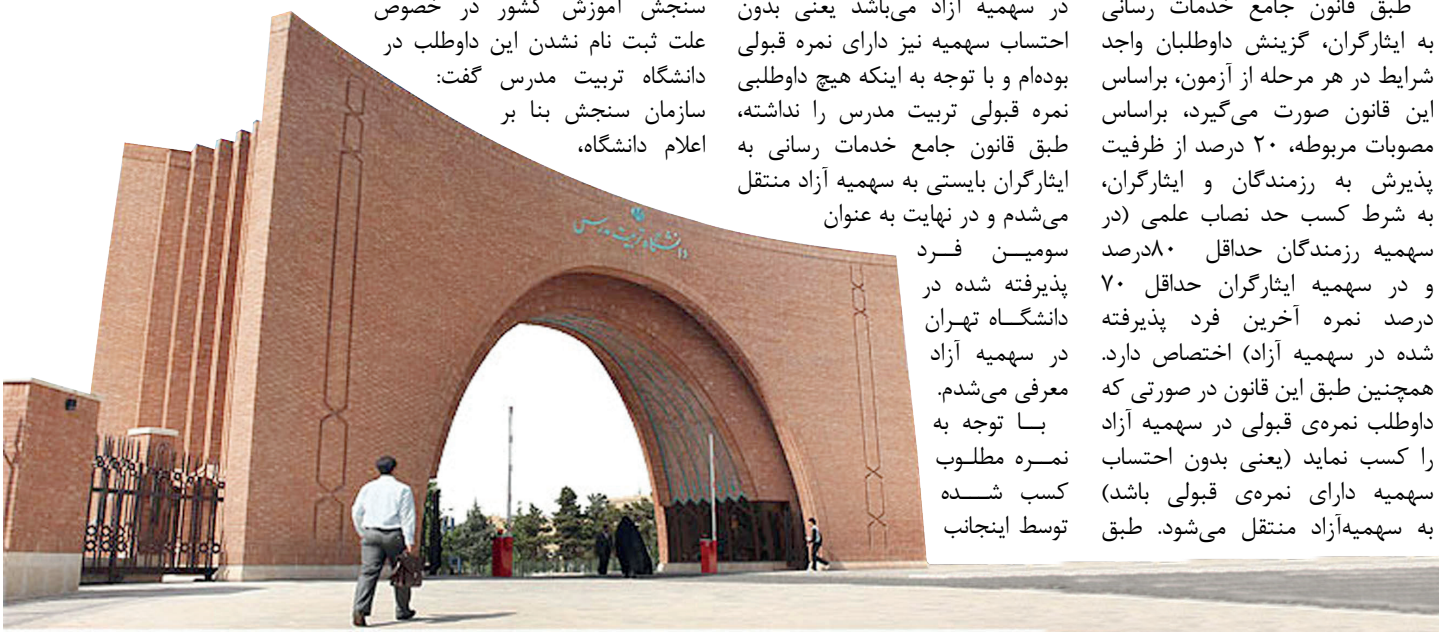 طبق قانون جامع خدمات رسانی
به ایثارگران، گزینش داوطلبان واجد
شرایط در هر مرحله از آزمون، براساس
این قانون صورت می‌گیرد، براساس
مصوبات مربوطه، ۲۰ درصد از ظرفیت
پذیرش به رزمندگان و ایثارگران،
به شرط کسب حد نصاب علمی (در
سهمیه رزمندگان حداقل ۸۰درصد
و در سهمیه ایثارگران حداقل ۷۰
درصد نمره آخرین فرد پذیرفته
شده در سهمیه آزاد) اختصاص دارد.
همچنین طبق این قانون در صورتی که
داوطلب نمره‌ی قبولی در سهمیه آزاد
را کسب نماید (یعنی بدون احتساب
سهمیه دارای نمره‌ی قبولی باشد)
به سهمیه‌آزاد منتقل می‌شود. طبق
در سهمیه آزاد می‌باشد یعنی بدون
احتساب سهمیه نیز دارای نمره قبولی
بوده‌ام و با توجه به اینکه هیچ داوطلبی
نمره قبولی تربیت مدرس را نداشته،
طبق قانون جامع خدمات رسانی به
ایثارگران بایستی به سهمیه آزاد منتقل
می‌شدم و در نهایت به عنوان
سومین فرد
پذیرفته شده در
دانشگاه تهران
در سهمیه آزاد
معرفی می‌شدم.
با توجه به
نمره مطلوب
کسب شده
توسط اینجانب
سنجش آموزش کشور در خصوص
علت ثبت نام نشدن این داوطلب در
دانشگاه تربیت مدرس گفت:
سازمان سنجش بنا بر
اعلام دانشگاه،
دانشگاه تربیت مدرس